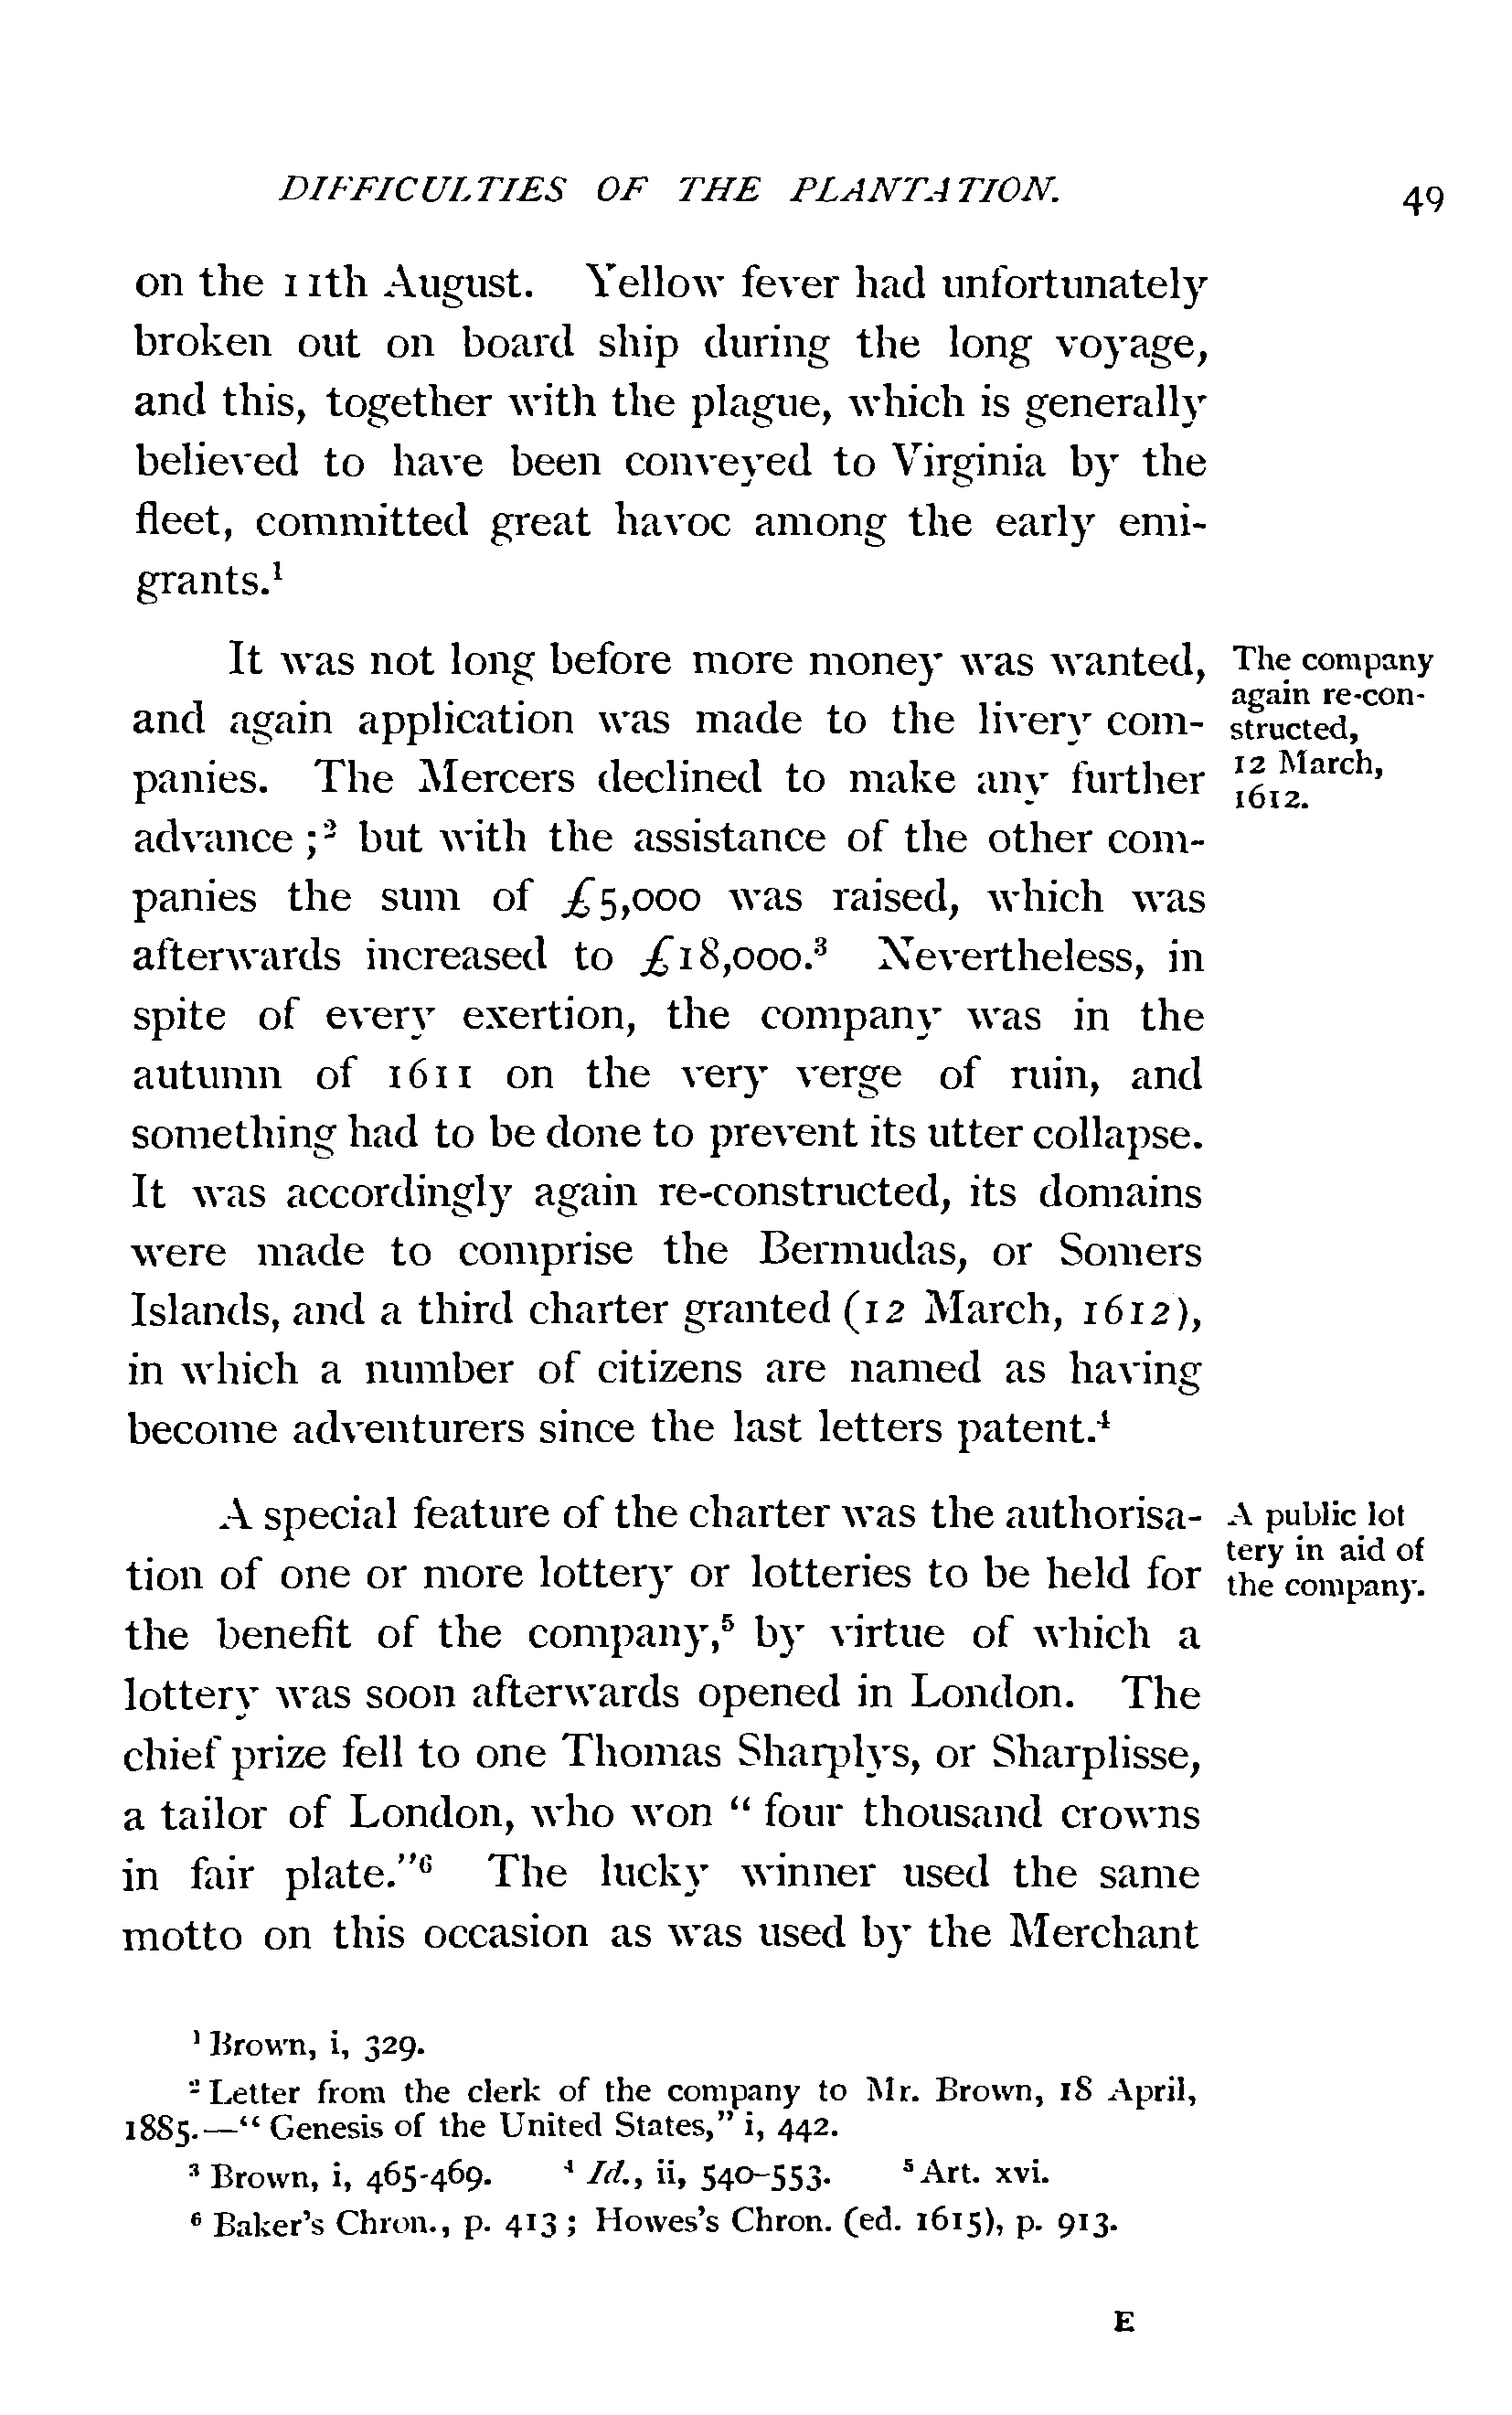 DIFFICULTIES OF THE PLANTATION. 49
on the 11th August. Yellow fever had unfortunately
broken out on board ship during the long voyage,
and this, together with the plague, which is generally
believed to have been conveyed to Virginia by the
fleet, committed great havoc among the early emi-
grants.¹
The company
again re-con-
structed,
12 March,
1612.
It was not long before more money was wanted,
and again application was made to the livery com-
panies. The Mercers declined to make any further
advance ;² but with the assistance of the other com-
panies the sum of £5,000 was raised, which was
afterwards increased to £18,000.³ Nevertheless, in
spite of every exertion, the company was in the
autumn of 1611 on the very verge of ruin, and
something had to be done to prevent its utter collapse.
It was accordingly again re-constructed, its domains
were made to comprise the Bermudas, or Somers
Islands, and a third charter granted (12 March, 1612),
in which a number of citizens are named as having
become adventurers since the last letters patent.⁴
A public lot
tery in aid of
the company.
A special feature of the charter was the authorisa-
tion of one or more lottery or lotteries to be held for
the benefit of the company,⁵ by virtue of which a
lottery was soon afterwards opened in London. The
chief prize fell to one Thomas Sharplys, or Sharplisse,
a tailor of London, who won “ four thousand crowns
in fair plate.”⁶ The lucky winner used the same
motto on this occasion as was used by the Merchant
¹ Brown, i, 329.
² Letter from the clerk of the company to Mr. Brown, 18 April,
1885.—“ Genesis of the United States,” i, 442.
³ Brown, i, 465-469. ⁴ Id., ii, 540-553. ⁵ Art. xvi.
⁶ Baker's Chron., p. 413 ; Howes's Chron. (ed. 1615), p. 913.
E